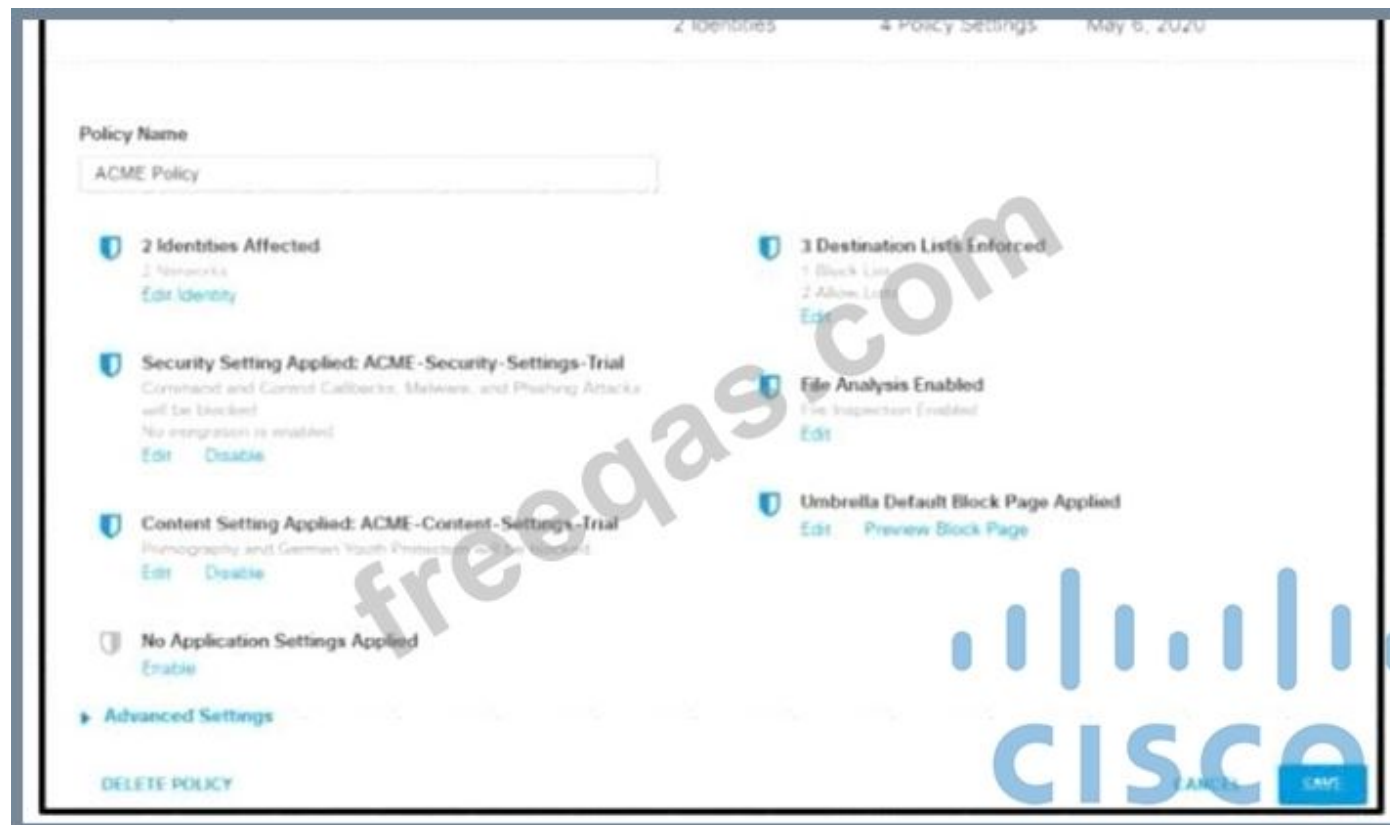 2 Identities 4 Policy Settings May 6, 2020
Policy Name
ACME Policy
2 Identities Affected
2 Networks
Edit Identity
Security Setting Applied: ACME-Security-Settings-Trial
Command and Control Callbacks, Malware, and Phishing Attacks
will be blocked
No integration is enabled
Edit Disable
Content Setting Applied: ACME-Content-Settings-Trial
Pornography and German Youth Protection will be blocked
Edit Disable
No Application Settings Applied
Enable
Advanced Settings
3 Destination Lists Enforced
1 Block List
2 Allow Lists
Edit
File Analysis Enabled
File Inspection Enabled
Edit
Umbrella Default Block Page Applied
Edit Preview Block Page
DELETE POLICY CANCEL SAVE
freeqas.com
CISCO